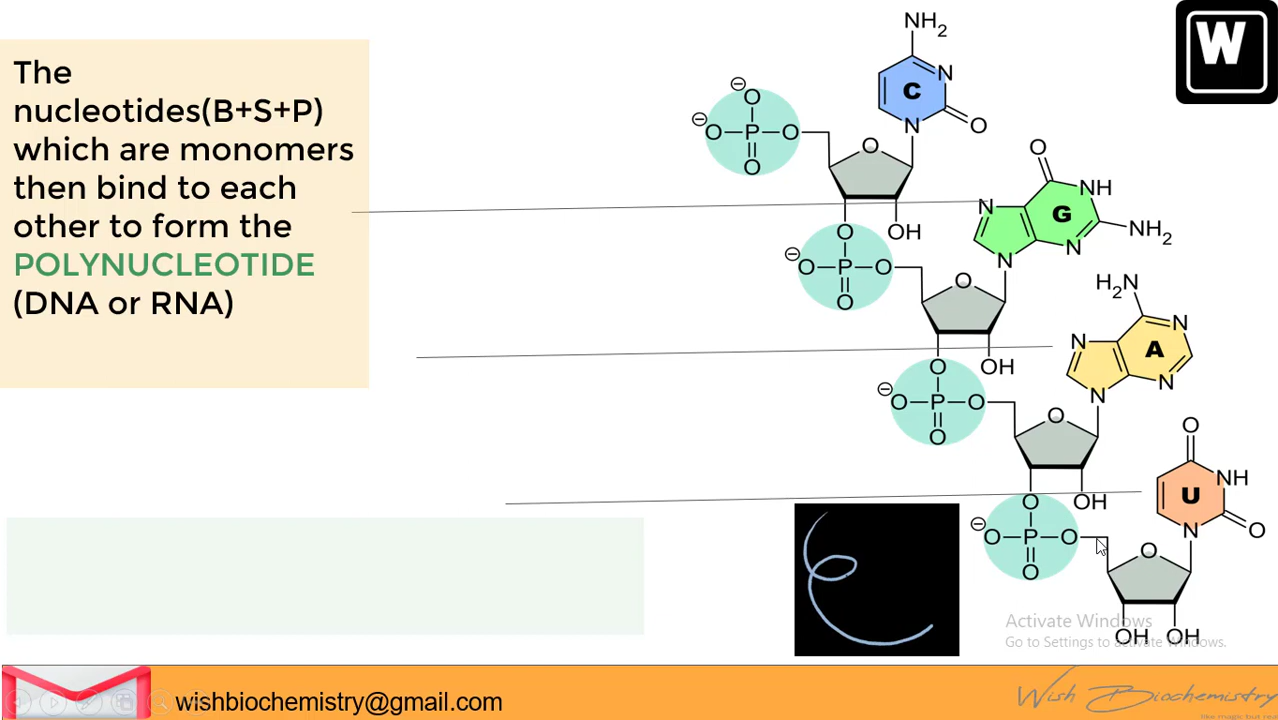 The
nucleotides(B+S+P)
which are monomers
then bind to each
other to form the
POLYNUCLEOTIDE
(DNA or RNA)
W
NH2
N
C
N
O
O
O
P
O
O
O
OH
O
N
NH
G
NH2
N
N
O
O
P
O
O
O
OH
H2N
N
N
A
N
N
O
O
P
O
O
O
OH
O
NH
U
N
O
O
O
P
O
O
O
OH
OH
Activate Windows
Go to Settings to activate Windows.
wishbiochemistry@gmail.com
Wish Biochemistry